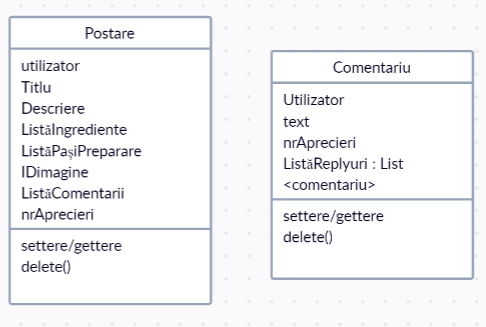 Postare
utilizator
Titlu
Descriere
ListăIngrediente
ListăPașiPreparare
IDimagine
ListăComentarii
nrAprecieri
settere/gettere
delete()
Comentariu
Utilizator
text
nrAprecieri
ListăReplyuri : List
<comentariu>
settere/gettere
delete()